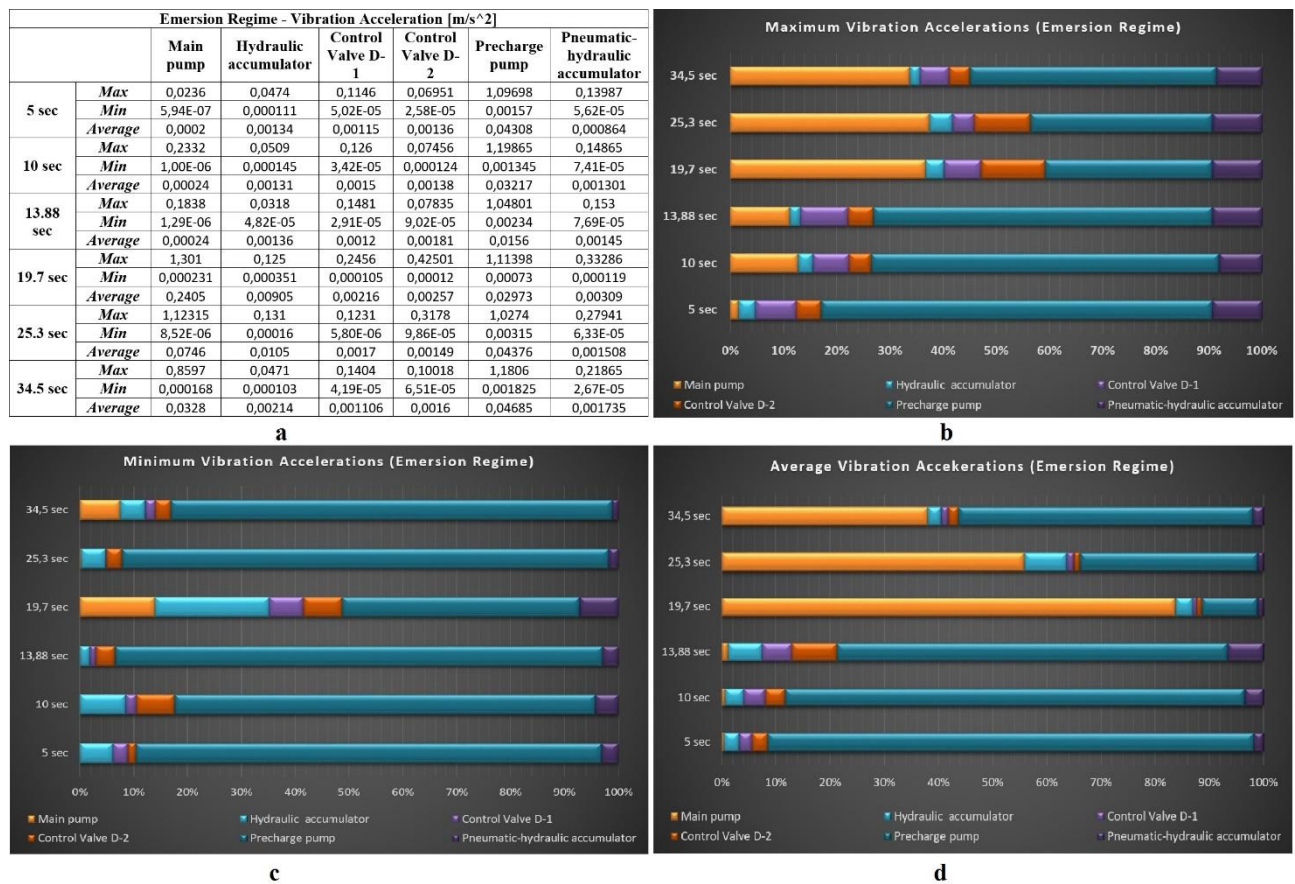 Emersion Regime - Vibration Acceleration [m/s^2]
Main pump Hydraulic accumulator Control Valve D-1 Control Valve D-2 Precharge pump Pneumatic-hydraulic accumulator
5 sec
Max 0,0236 0,0474 0,1146 0,06951 1,09698 0,13987
Min 5,94E-07 0,000111 5,02E-05 2,58E-05 0,00157 5,62E-05
Average 0,0002 0,00134 0,00115 0,00136 0,04308 0,000864
10 sec
Max 0,2332 0,0509 0,126 0,07456 1,19865 0,14865
Min 1,00E-06 0,000145 3,42E-05 0,000124 0,001345 7,41E-05
Average 0,00024 0,00131 0,0015 0,00138 0,03217 0,001301
13.88 sec
Max 0,1838 0,0318 0,1481 0,07835 1,04801 0,153
Min 1,29E-06 4,82E-05 2,91E-05 9,02E-05 0,00234 7,69E-05
Average 0,00024 0,00136 0,0012 0,00181 0,0156 0,00145
19.7 sec
Max 1,301 0,125 0,2456 0,42501 1,11398 0,33286
Min 0,000231 0,000351 0,000105 0,00012 0,00073 0,000119
Average 0,2405 0,00905 0,00216 0,00257 0,02973 0,00309
25.3 sec
Max 1,12315 0,131 0,1231 0,3178 1,0274 0,27941
Min 8,52E-06 0,00016 5,80E-06 9,86E-05 0,00315 6,33E-05
Average 0,0746 0,0105 0,0017 0,00149 0,04376 0,001508
34.5 sec
Max 0,8597 0,0471 0,1404 0,10018 1,1806 0,21865
Min 0,000168 0,000103 4,19E-05 6,51E-05 0,001825 2,67E-05
Average 0,0328 0,00214 0,001106 0,0016 0,04685 0,001735
a
Maximum Vibration Accelerations (Emersion Regime)
34,5 sec
25,3 sec
19,7 sec
13,88 sec
10 sec
5 sec
0% 10% 20% 30% 40% 50% 60% 70% 80% 90% 100%
Main pump Hydraulic accumulator Control Valve D-1
Control Valve D-2 Precharge pump Pneumatic-hydraulic accumulator
b
Minimum Vibration Accelerations (Emersion Regime)
34,5 sec
25,3 sec
19,7 sec
13,88 sec
10 sec
5 sec
0% 10% 20% 30% 40% 50% 60% 70% 80% 90% 100%
Main pump Hydraulic accumulator Control Valve D-1
Control Valve D-2 Precharge pump Pneumatic-hydraulic accumulator
c
Average Vibration Accekerations (Emersion Regime)
34,5 sec
25,3 sec
19,7 sec
13,88 sec
10 sec
5 sec
0% 10% 20% 30% 40% 50% 60% 70% 80% 90% 100%
Main pump Hydraulic accumulator Control Valve D-1
Control Valve D-2 Precharge pump Pneumatic-hydraulic accumulator
d